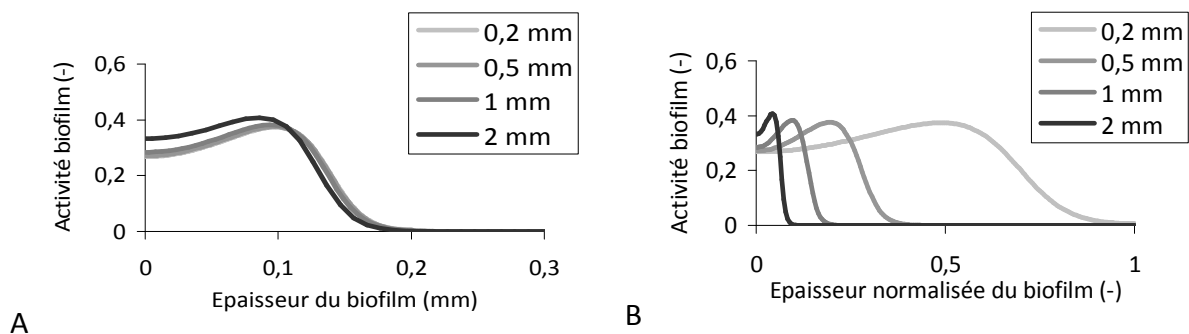 0,2 mm
0,5 mm
1 mm
2 mm
Activité biofilm (-)
0,6
0,4
0,2
0
0 0,1 0,2 0,3
Epaisseur du biofilm (mm)
A
0,2 mm
0,5 mm
1 mm
2 mm
Activité biofilm (-)
0,6
0,4
0,2
0
0 0,5 1
Epaisseur normalisée du biofilm (-)
B